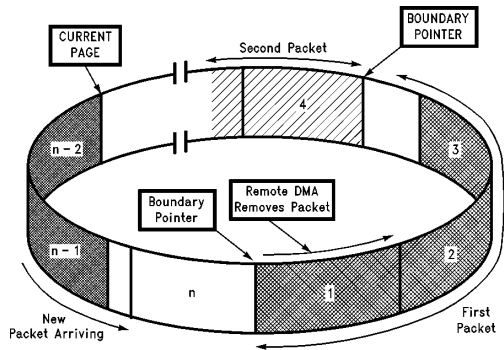 CURRENT
PAGE
Second Packet
BOUNDARY
POINTER
4
n-2
3
Boundary
Pointer
Remote DMA
Removes Packet
n-1
n
1
2
New
Packet Arriving
First
Packet